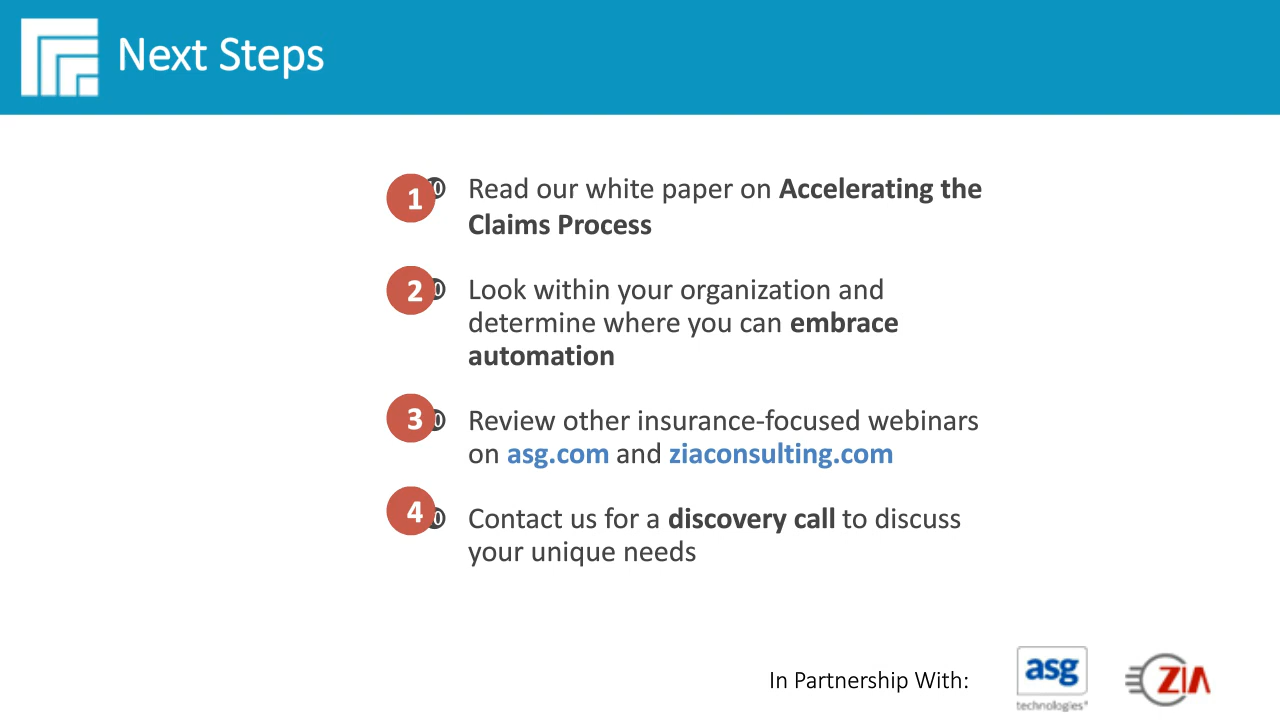 Next Steps
1 Read our white paper on Accelerating the
Claims Process
2 Look within your organization and
determine where you can embrace
automation
3 Review other insurance-focused webinars
on asg.com and ziaconsulting.com
4 Contact us for a discovery call to discuss
your unique needs
In Partnership With:
asg
technologies
ZIA